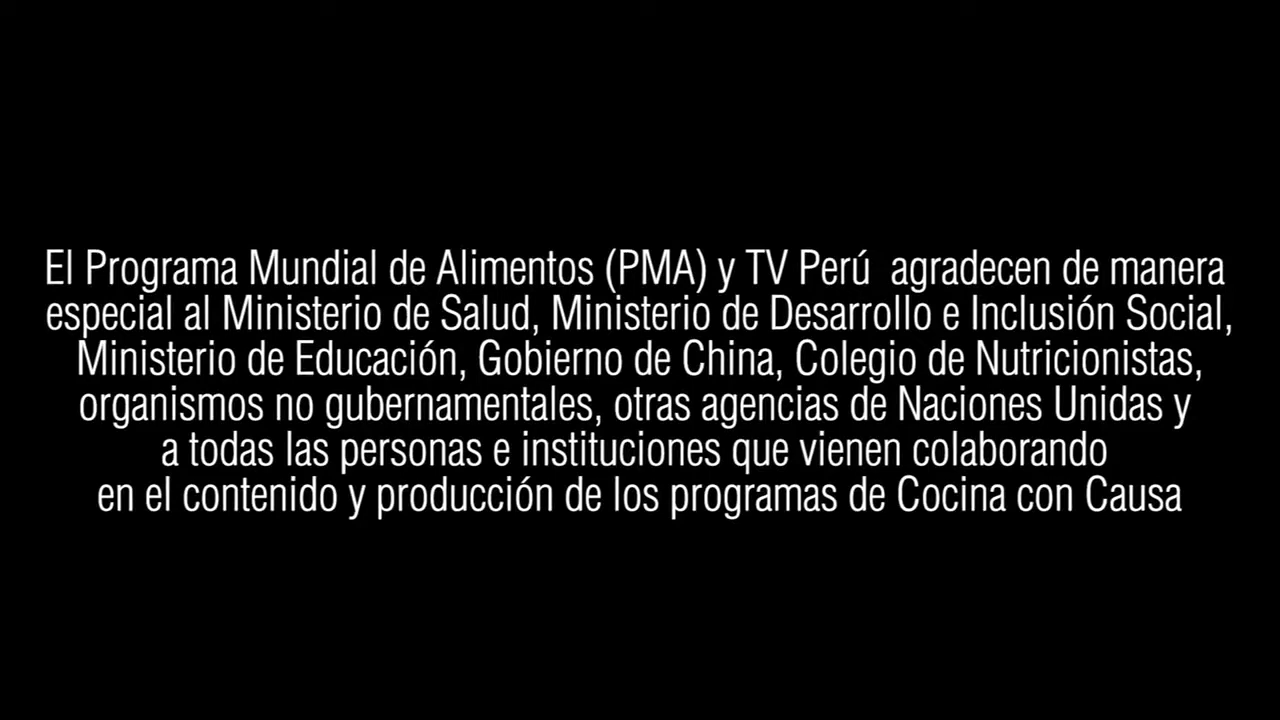 El Programa Mundial de Alimentos (PMA) y TV Perú  agradecen de manera
especial al Ministerio de Salud, Ministerio de Desarrollo e Inclusión Social,
Ministerio de Educación, Gobierno de China, Colegio de Nutricionistas,
organismos no gubernamentales, otras agencias de Naciones Unidas y
a todas las personas e instituciones que vienen colaborando
en el contenido y producción de los programas de Cocina con Causa